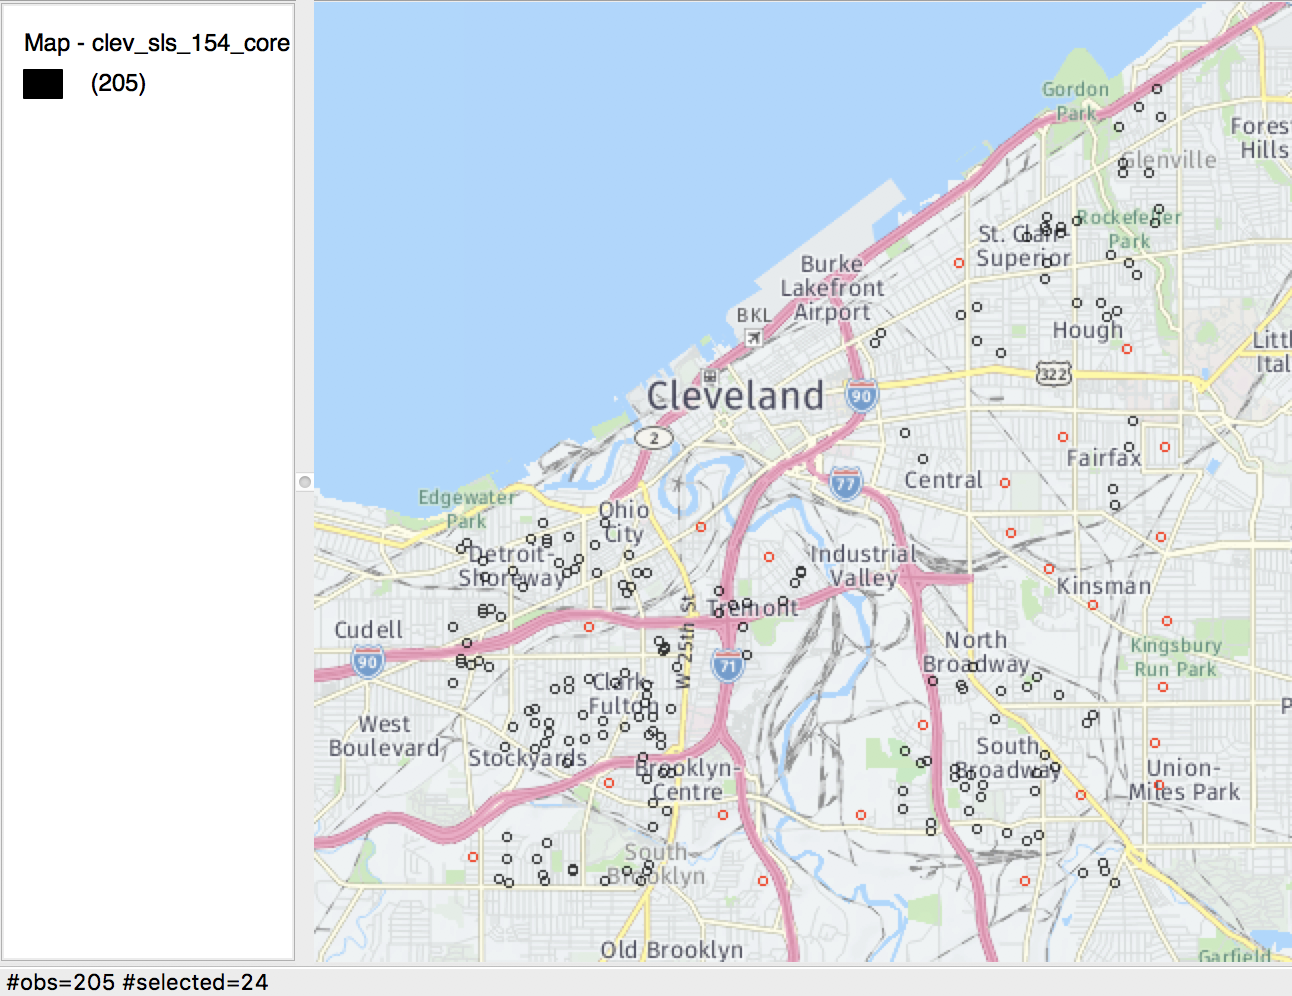 Map - clev_sls_154_core
(205)
Gordon
Park
Fores
Hills
Glenville
Rockefeller
Park
St. Clair-
Superior
Burke
Lakefront
Airport
BKL
Hough
Littl
Ital
322
Cleveland
90
2
Fairfax
Central
77
Edgewater
Park
Ohio
City
Detroit-
Shoreway
Industrial
Valley
Kinsman
Tremont
W 25th St
Cudell
90
71
North
Broadway
Kingsbury
Run Park
Clark-
Fulton
West
Boulevard
P
Stockyards
Brooklyn-
Centre
South
Broadway
Union-
Miles Park
South
Brooklyn
Old Brooklyn
Garfield
#obs=205 #selected=24